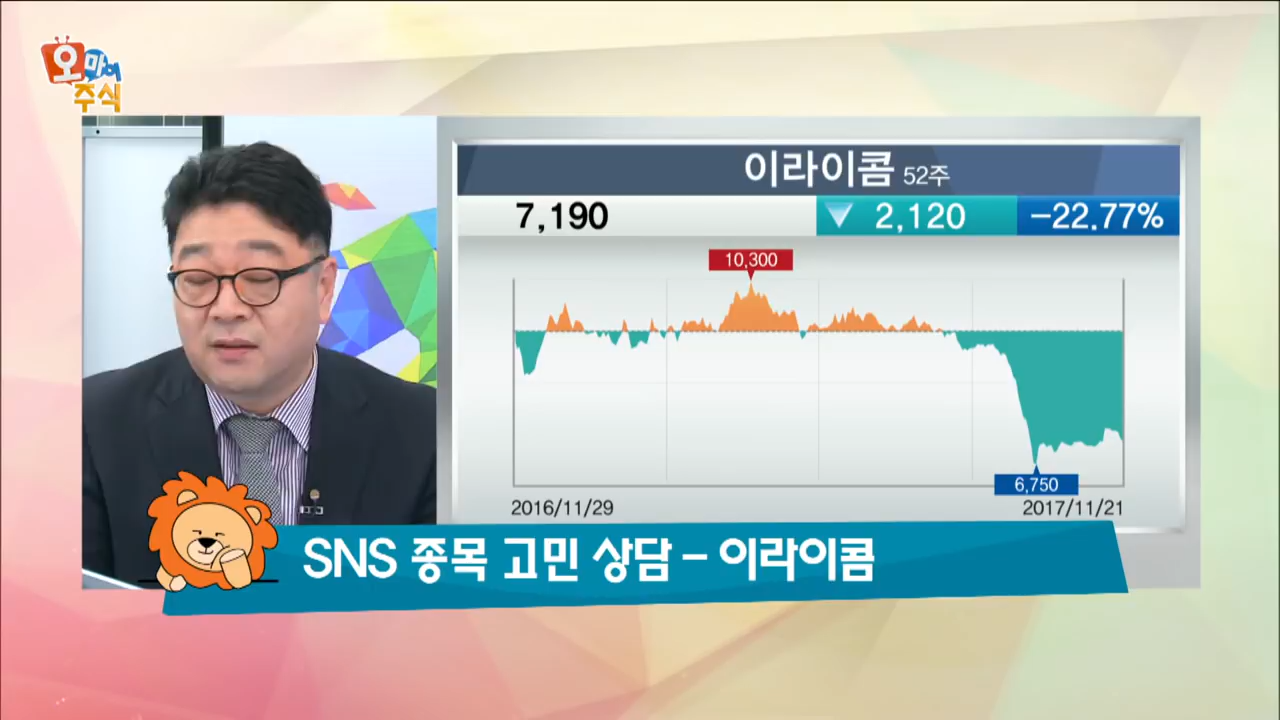 오마이
주식
이라이콤 52주
7,190 ▼ 2,120 -22.77%
10,300
6,750
2016/11/29 2017/11/21
SNS 종목 고민 상담 - 이라이콤